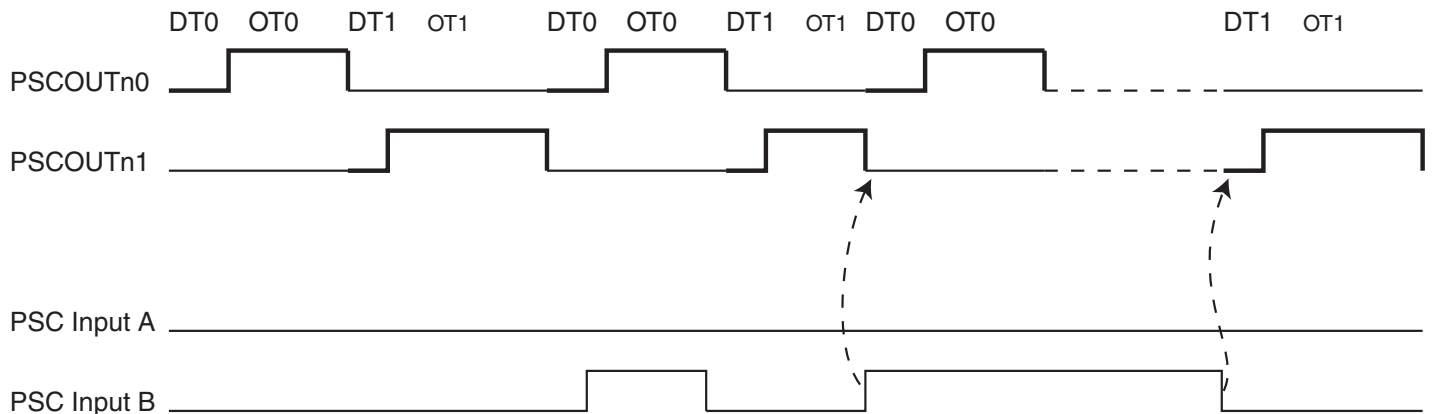 DT0 OT0 DT1 OT1 DT0 OT0 DT1 OT1 DT0 OT0 DT1 OT1
PSCOUTn0
PSCOUTn1
PSC Input A
PSC Input B